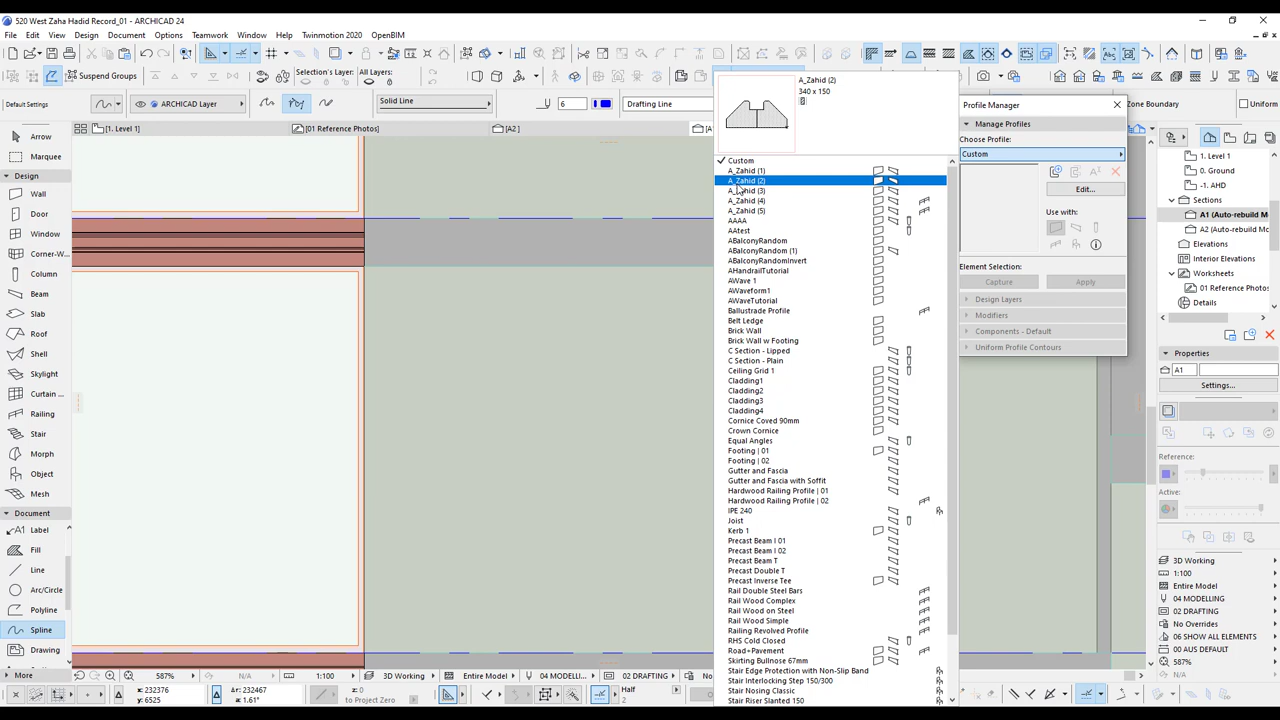 520 West Zaha Hadid Record_01 - ARCHICAD 24
File Edit View Design Document Options Teamwork Window Help Twinmotion 2020 OpenBIM
Suspend Groups
Selection's Layer:
All Layers:
Default Settings
ARCHICAD Layer
Solid Line
6
Drafting Line
Zone Boundary
Uniform
[1. Level 1]
[01 Reference Photos]
[A2 ]
[A
Arrow
Marquee
Design
Wall
Door
Window
Corner-W...
Column
Beam
Slab
Roof
Shell
Skylight
Curtain ...
Railing
Stair
Morph
Object
Mesh
Document
Label
Fill
Line
Arc/Circle
Polyline
Spline
Drawing
More
A_Zahid (2)
340 x 150
Custom
A_Zahid (1)
A_Zahid (2)
A_Zahid (3)
A_Zahid (4)
A_Zahid (5)
AAAA
AAtest
ABalconyRandom
ABalconyRandom (1)
ABalconyRandomInvert
AHandrailTutorial
AWave 1
AWaveform1
AWaveTutorial
Ballustrade Profile
Belt Ledge
Brick Wall
Brick Wall w Footing
C Section - Lipped
C Section - Plain
Ceiling Grid 1
Cladding1
Cladding2
Cladding3
Cladding4
Cornice Coved 90mm
Crown Cornice
Equal Angles
Footing | 01
Footing | 02
Gutter and Fascia
Gutter and Fascia with Soffit
Hardwood Railing Profile | 01
Hardwood Railing Profile | 02
IPE 240
Joist
Kerb 1
Precast Beam I 01
Precast Beam I 02
Precast Beam T
Precast Double T
Precast Inverse Tee
Rail Double Steel Bars
Rail Wood Complex
Rail Wood on Steel
Rail Wood Simple
Railing Revolved Profile
RHS Cold Closed
Road+Pavement
Skirting Bullnose 67mm
Stair Edge Protection with Non-Slip Band
Stair Interlocking Step 150/300
Stair Nosing Classic
Stair Riser Slanted 150
Profile Manager
Manage Profiles
Choose Profile:
Custom
Edit...
Use with:
Element Selection:
Capture
Apply
Design Layers
Modifiers
Components - Default
Uniform Profile Contours
1. Level 1
0. Ground
-1. AHD
Sections
A1 (Auto-rebuild M
A2 (Auto-rebuild Mo
Elevations
Interior Elevations
Worksheets
01 Reference Photos
Details
Properties
A1
Settings...
Reference:
Active:
3D Working
1:100
Entire Model
04 MODELLING
02 DRAFTING
No Overrides
06 SHOW ALL ELEMENTS
00 AUS DEFAULT
587%
N/A
587%
1:100
3D Working
Entire Model
04 MODELLI...
02 DRAFTING
x: 232376
y: 6525
Δr: 232467
a: 1.61°
z: 0
to Project Zero
Half
2
N/A